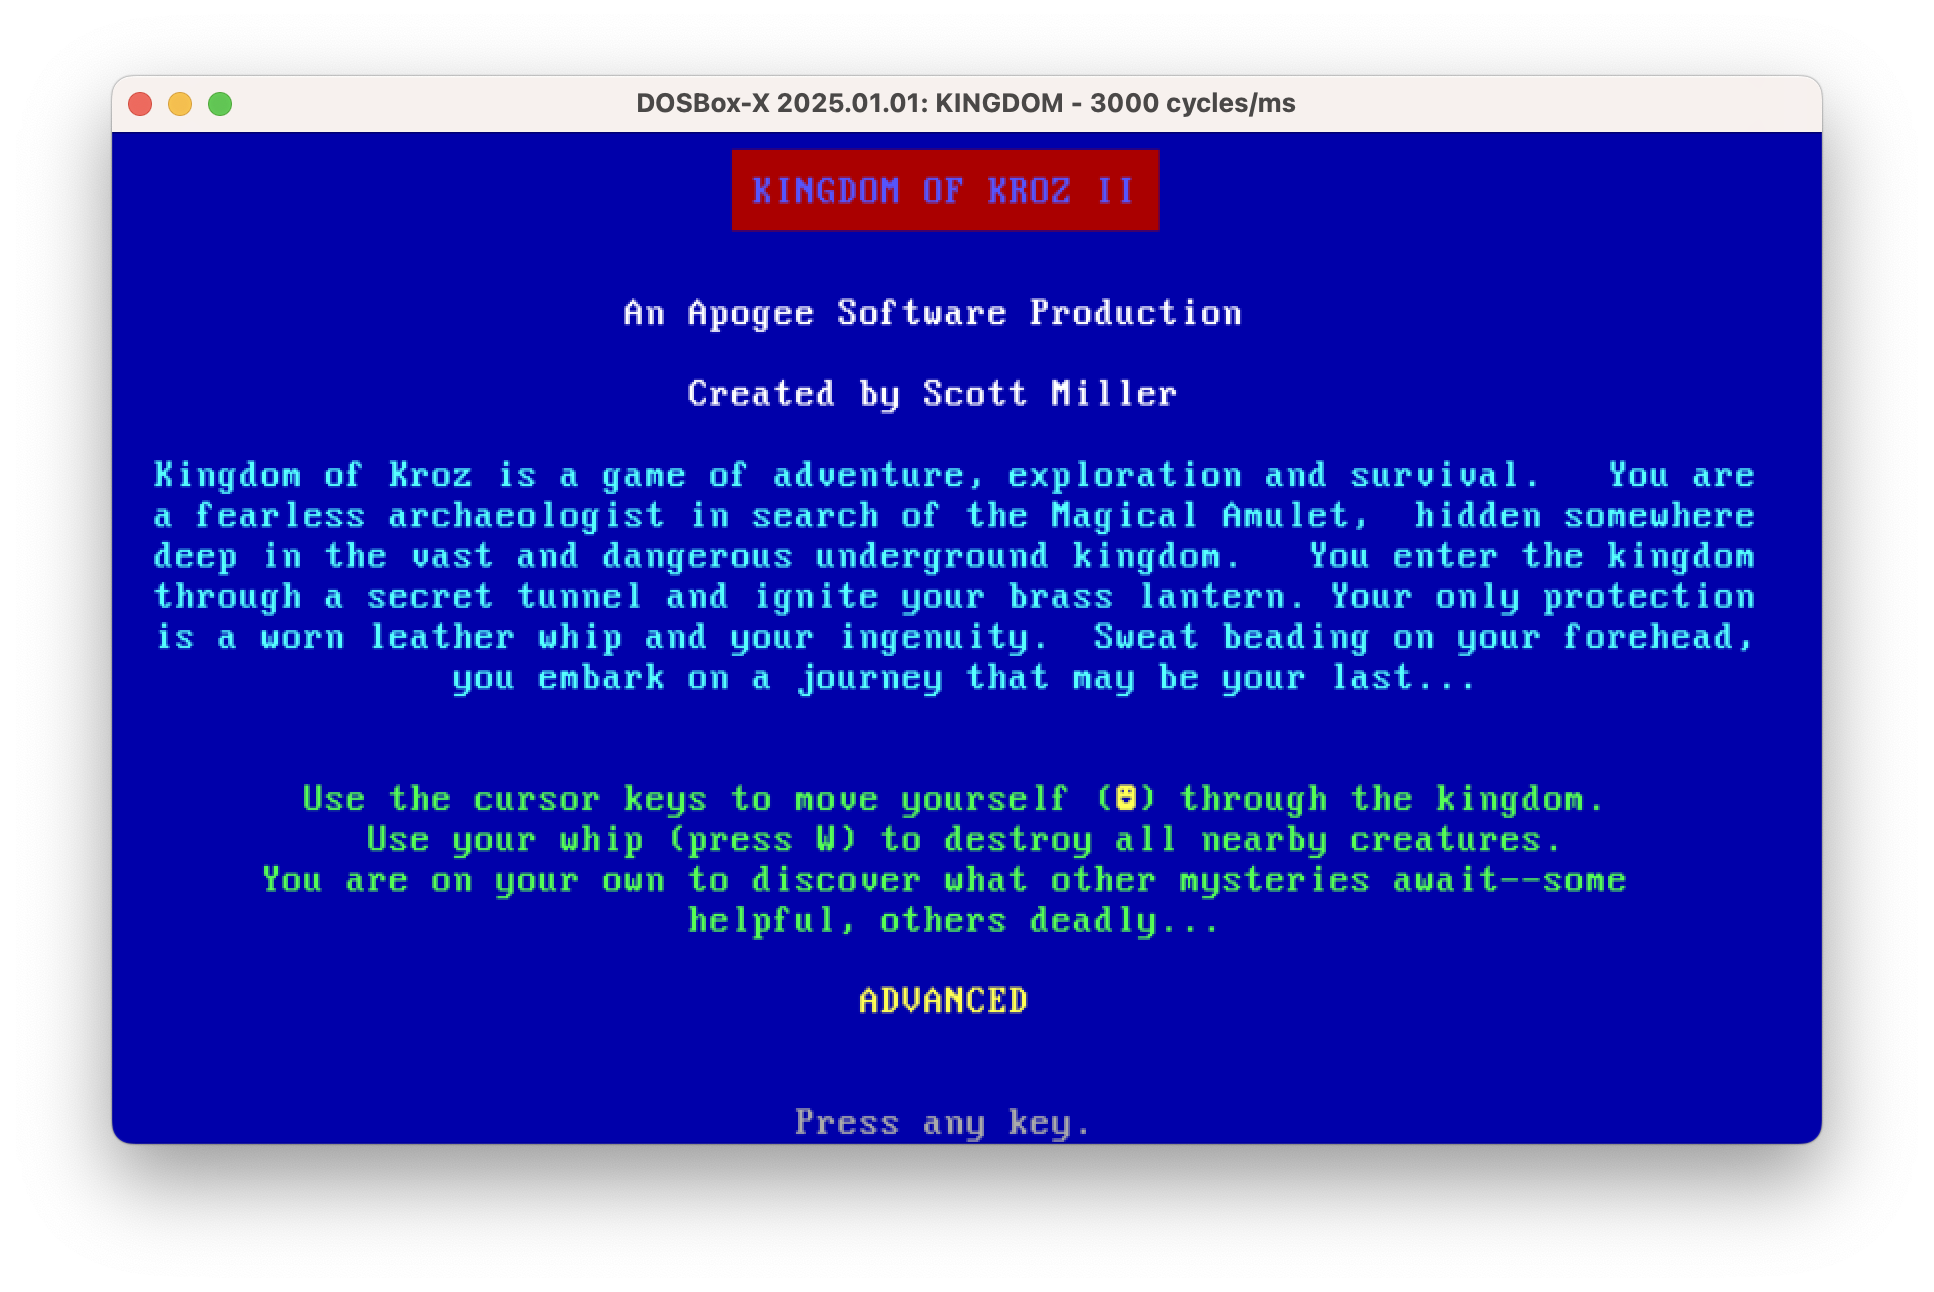 DOSBox-X 2025.01.01: KINGDOM - 3000 cycles/ms
KINGDOM OF KROZ II
An Apogee Software Production
Created by Scott Miller
Kingdom of Kroz is a game of adventure, exploration and survival.   You are
a fearless archaeologist in search of the Magical Amulet,  hidden somewhere
deep in the vast and dangerous underground kingdom.   You enter the kingdom
through a secret tunnel and ignite your brass lantern. Your only protection
is a worn leather whip and your ingenuity.  Sweat beading on your forehead,
you embark on a journey that may be your last...
Use the cursor keys to move yourself (☻) through the kingdom.
Use your whip (press W) to destroy all nearby creatures.
You are on your own to discover what other mysteries await--some
helpful, others deadly...
ADVANCED
Press any key.